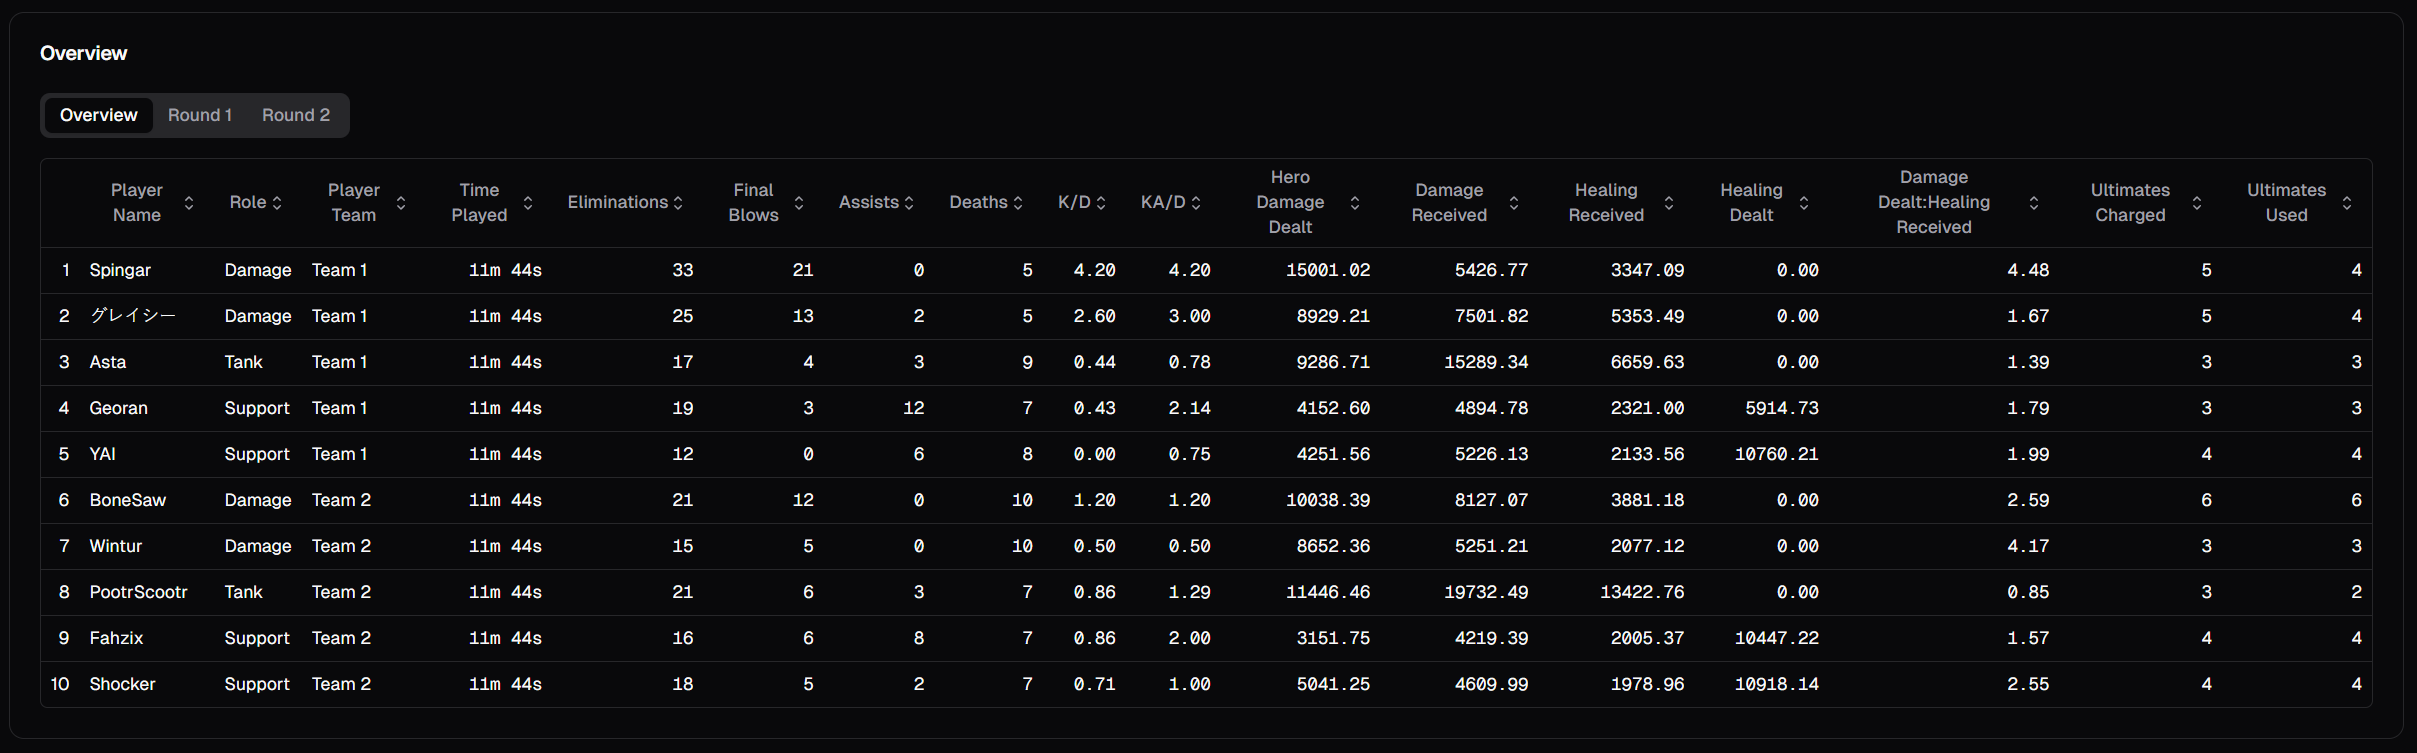 Overview
Overview Round 1 Round 2
Player Name Role Player Team Time Played Eliminations Final Blows Assists Deaths K/D KA/D Hero Damage Dealt Damage Received Healing Received Healing Dealt Damage Dealt:Healing Received Ultimates Charged Ultimates Used
1 Spingar Damage Team 1 11m 44s 33 21 0 5 4.20 4.20 15001.02 5426.77 3347.09 0.00 4.48 5 4
2 グレイシー Damage Team 1 11m 44s 25 13 2 5 2.60 3.00 8929.21 7501.82 5353.49 0.00 1.67 5 4
3 Asta Tank Team 1 11m 44s 17 4 3 9 0.44 0.78 9286.71 15289.34 6659.63 0.00 1.39 3 3
4 Georan Support Team 1 11m 44s 19 3 12 7 0.43 2.14 4152.60 4894.78 2321.00 5914.73 1.79 3 3
5 YAI Support Team 1 11m 44s 12 0 6 8 0.00 0.75 4251.56 5226.13 2133.56 10760.21 1.99 4 4
6 BoneSaw Damage Team 2 11m 44s 21 12 0 10 1.20 1.20 10038.39 8127.07 3881.18 0.00 2.59 6 6
7 Wintur Damage Team 2 11m 44s 15 5 0 10 0.50 0.50 8652.36 5251.21 2077.12 0.00 4.17 3 3
8 PootrScootr Tank Team 2 11m 44s 21 6 3 7 0.86 1.29 11446.46 19732.49 13422.76 0.00 0.85 3 2
9 Fahzix Support Team 2 11m 44s 16 6 8 7 0.86 2.00 3151.75 4219.39 2005.37 10447.22 1.57 4 4
10 Shocker Support Team 2 11m 44s 18 5 2 7 0.71 1.00 5041.25 4609.99 1978.96 10918.14 2.55 4 4